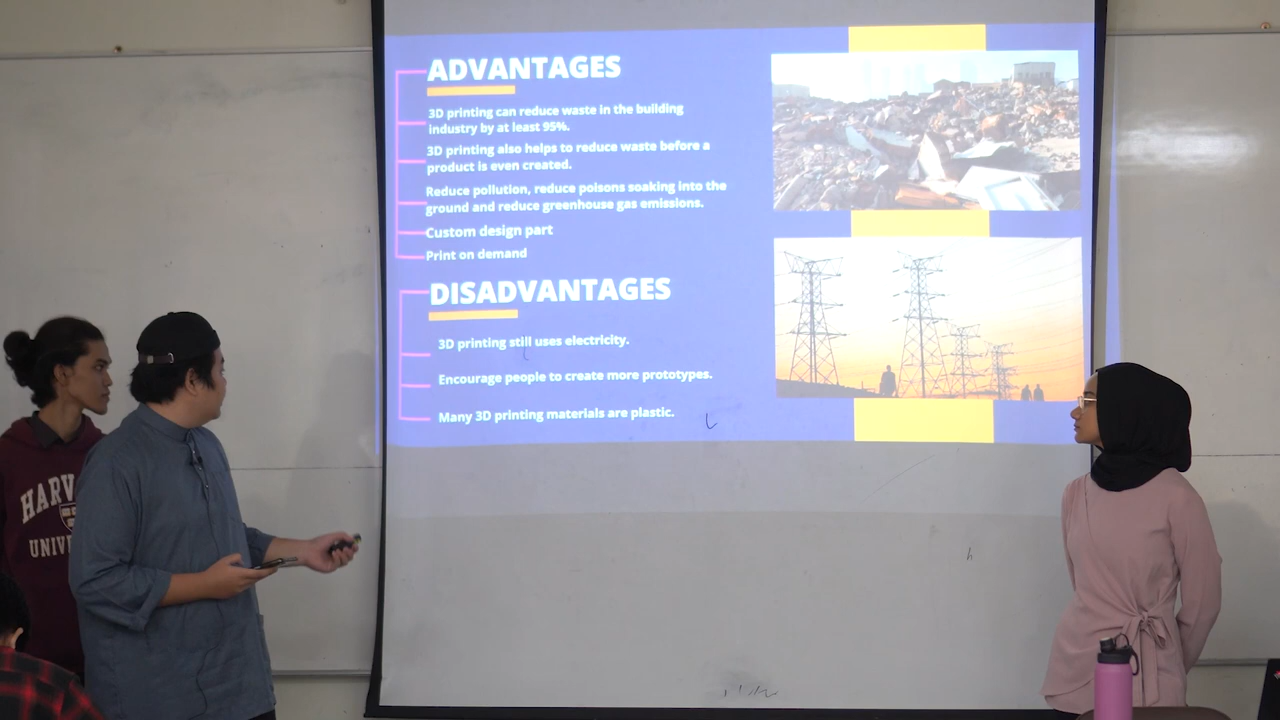 ADVANTAGES
3D printing can reduce waste in the building
industry by at least 95%.
3D printing also helps to reduce waste before a
product is even created.
Reduce pollution, reduce poisons soaking into the
ground and reduce greenhouse gas emissions.
Custom design part
Print on demand
DISADVANTAGES
3D printing still uses electricity.
Encourage people to create more prototypes.
Many 3D printing materials are plastic.
HARV
UNIVE